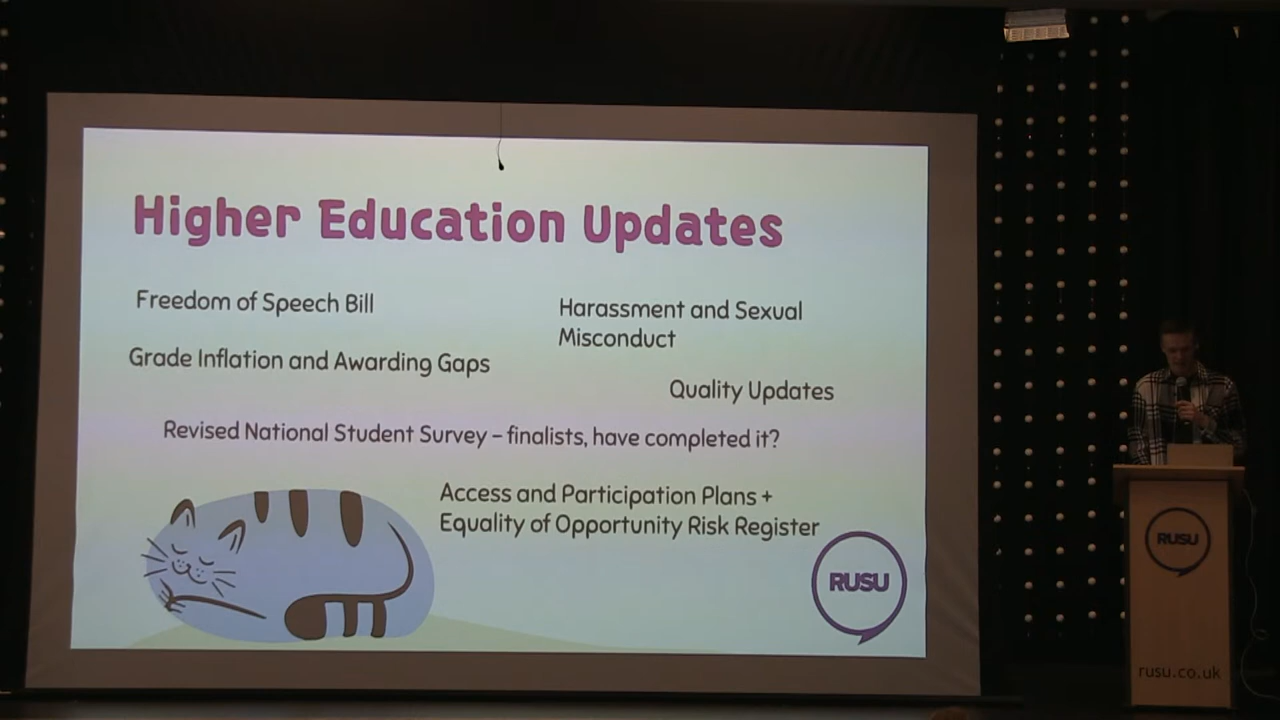 Higher Education Updates
Freedom of Speech Bill
Harassment and Sexual
Misconduct
Grade Inflation and Awarding Gaps
Quality Updates
Revised National Student Survey – finalists, have completed it?
Access and Participation Plans +
Equality of Opportunity Risk Register
RUSU
RUSU
rusu.co.uk